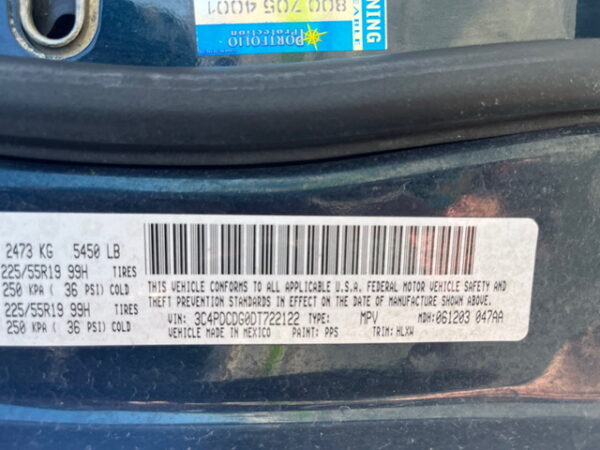 800 705 4001
PORTFOLIO
Protection
NING
EABLE
2473 KG 5450 LB
225/55R19 99H TIRES
250 KPA ( 36 PSI) COLD
225/55R19 99H TIRES
250 KPA ( 36 PSI) COLD
THIS VEHICLE CONFORMS TO ALL APPLICABLE U.S.A. FEDERAL MOTOR VEHICLE SAFETY AND
THEFT PREVENTION STANDARDS IN EFFECT ON THE DATE OF MANUFACTURE SHOWN ABOVE.
VIN: 3C4PDCDG0DT722122 TYPE: MPV MDH: 061203 047AA
VEHICLE MADE IN MEXICO PAINT: PPS TRIM: HLXW